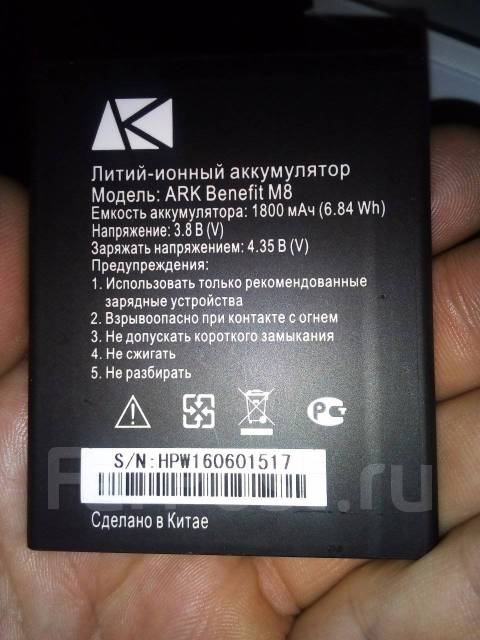 AK
Литий-ионный аккумулятор
Модель: ARK Benefit M8
Емкость аккумулятора: 1800 мАч (6.84 Wh)
Напряжение: 3.8 В (V)
Заряжать напряжением: 4.35 В (V)
Предупреждения:
1. Использовать только рекомендованные
зарядные устройства
2. Взрывоопасно при контакте с огнем
3. Не допускать короткого замыкания
4. Не сжигать
5. Не разбирать
S/N:HPW160601517
Сделано в Китае